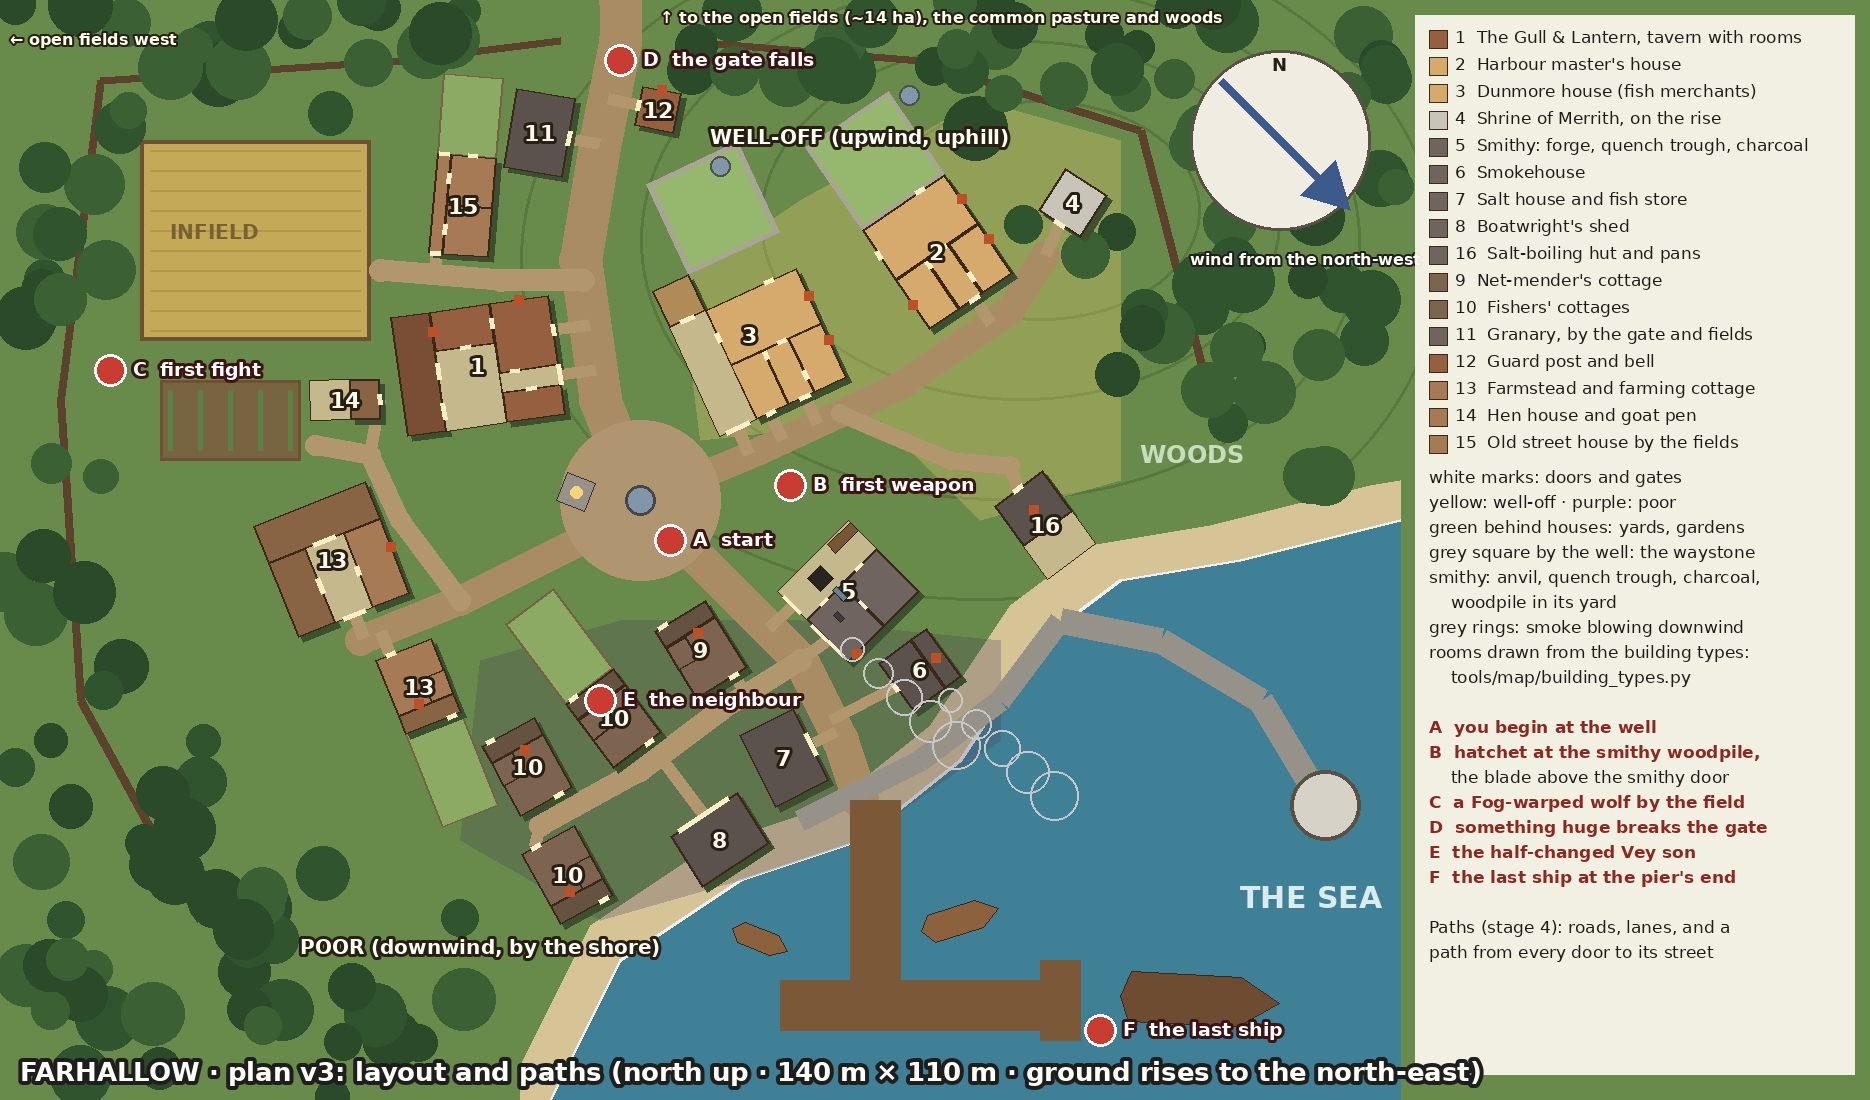 ↑ to the open fields (~14 ha), the common pasture and woods
← open fields west
D the gate falls
12
11
WELL-OFF (upwind, uphill)
N
wind from the north-west
15
4
INFIELD
2
3
1
C first fight
14
WOODS
B first weapon
16
A start
13
5
9
6
13
E the neighbour
10
10
7
8
10
THE SEA
POOR (downwind, by the shore)
F the last ship
FARHALLOW · plan v3: layout and paths (north up · 140 m × 110 m · ground rises to the north-east)
1 The Gull & Lantern, tavern with rooms
2 Harbour master's house
3 Dunmore house (fish merchants)
4 Shrine of Merrith, on the rise
5 Smithy: forge, quench trough, charcoal
6 Smokehouse
7 Salt house and fish store
8 Boatwright's shed
16 Salt-boiling hut and pans
9 Net-mender's cottage
10 Fishers' cottages
11 Granary, by the gate and fields
12 Guard post and bell
13 Farmstead and farming cottage
14 Hen house and goat pen
15 Old street house by the fields
white marks: doors and gates
yellow: well-off · purple: poor
green behind houses: yards, gardens
grey square by the well: the waystone
smithy: anvil, quench trough, charcoal,
woodpile in its yard
grey rings: smoke blowing downwind
rooms drawn from the building types:
tools/map/building_types.py
A you begin at the well
B hatchet at the smithy woodpile,
the blade above the smithy door
C a Fog-warped wolf by the field
D something huge breaks the gate
E the half-changed Vey son
F the last ship at the pier's end
Paths (stage 4): roads, lanes, and a
path from every door to its street